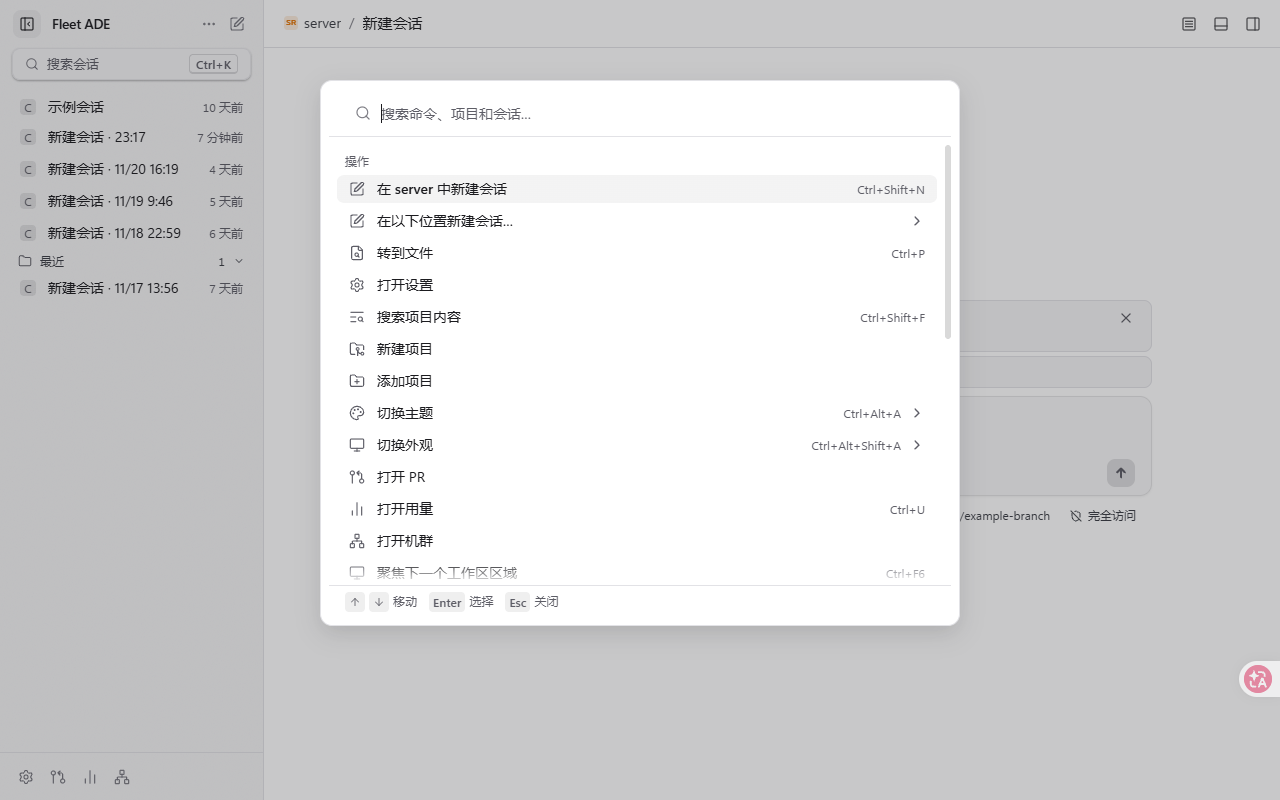 Fleet ADE
搜索会话 Ctrl+K
C 示例会话 10 天前
C 新建会话 · 23:17 7 分钟前
C 新建会话 · 11/20 16:19 4 天前
C 新建会话 · 11/19 9:46 5 天前
C 新建会话 · 11/18 22:59 6 天前
最近 1
C 新建会话 · 11/17 13:56 7 天前
SR server / 新建会话
搜索命令、项目和会话...
操作
在 server 中新建会话 Ctrl+Shift+N
在以下位置新建会话...
转到文件 Ctrl+P
打开设置
搜索项目内容 Ctrl+Shift+F
新建项目
添加项目
切换主题 Ctrl+Alt+A
切换外观 Ctrl+Alt+Shift+A
打开 PR
打开用量 Ctrl+U
打开机群
聚焦下一个工作区区域 Ctrl+F6
↑ ↓ 移动 Enter 选择 Esc 关闭
/example-branch 完全访问